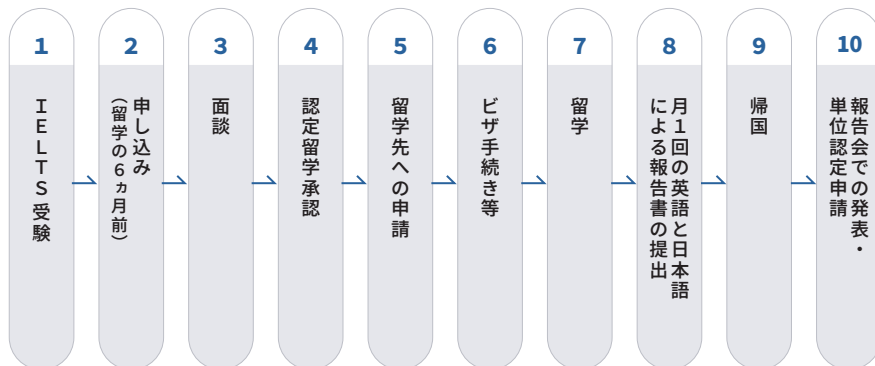 1
IELTS受験
2
申し込み
（留学の6ヵ月前）
3
面談
4
認定留学承認
5
留学先への申請
6
ビザ手続き等
7
留学
8
月1回の英語と日本語
による報告書の提出
9
帰国
10
報告会での発表・
単位認定申請